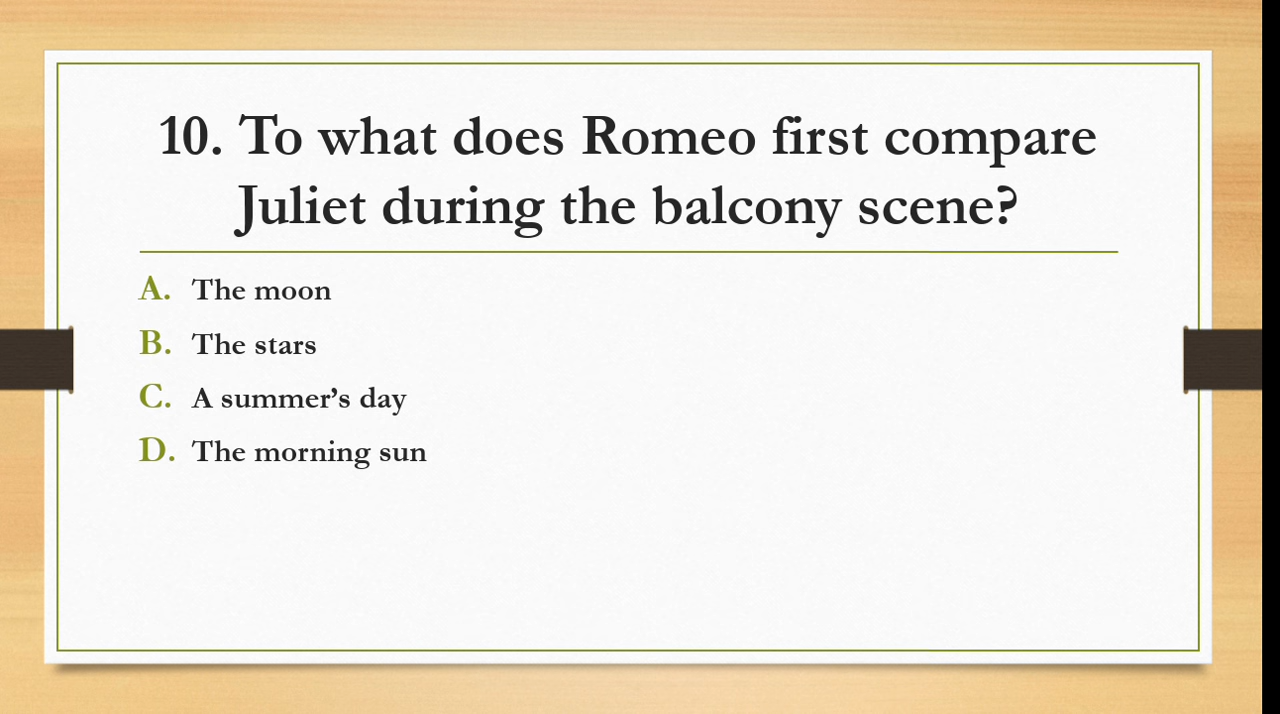 10. To what does Romeo first compare
Juliet during the balcony scene?
A. The moon
B. The stars
C. A summer’s day
D. The morning sun